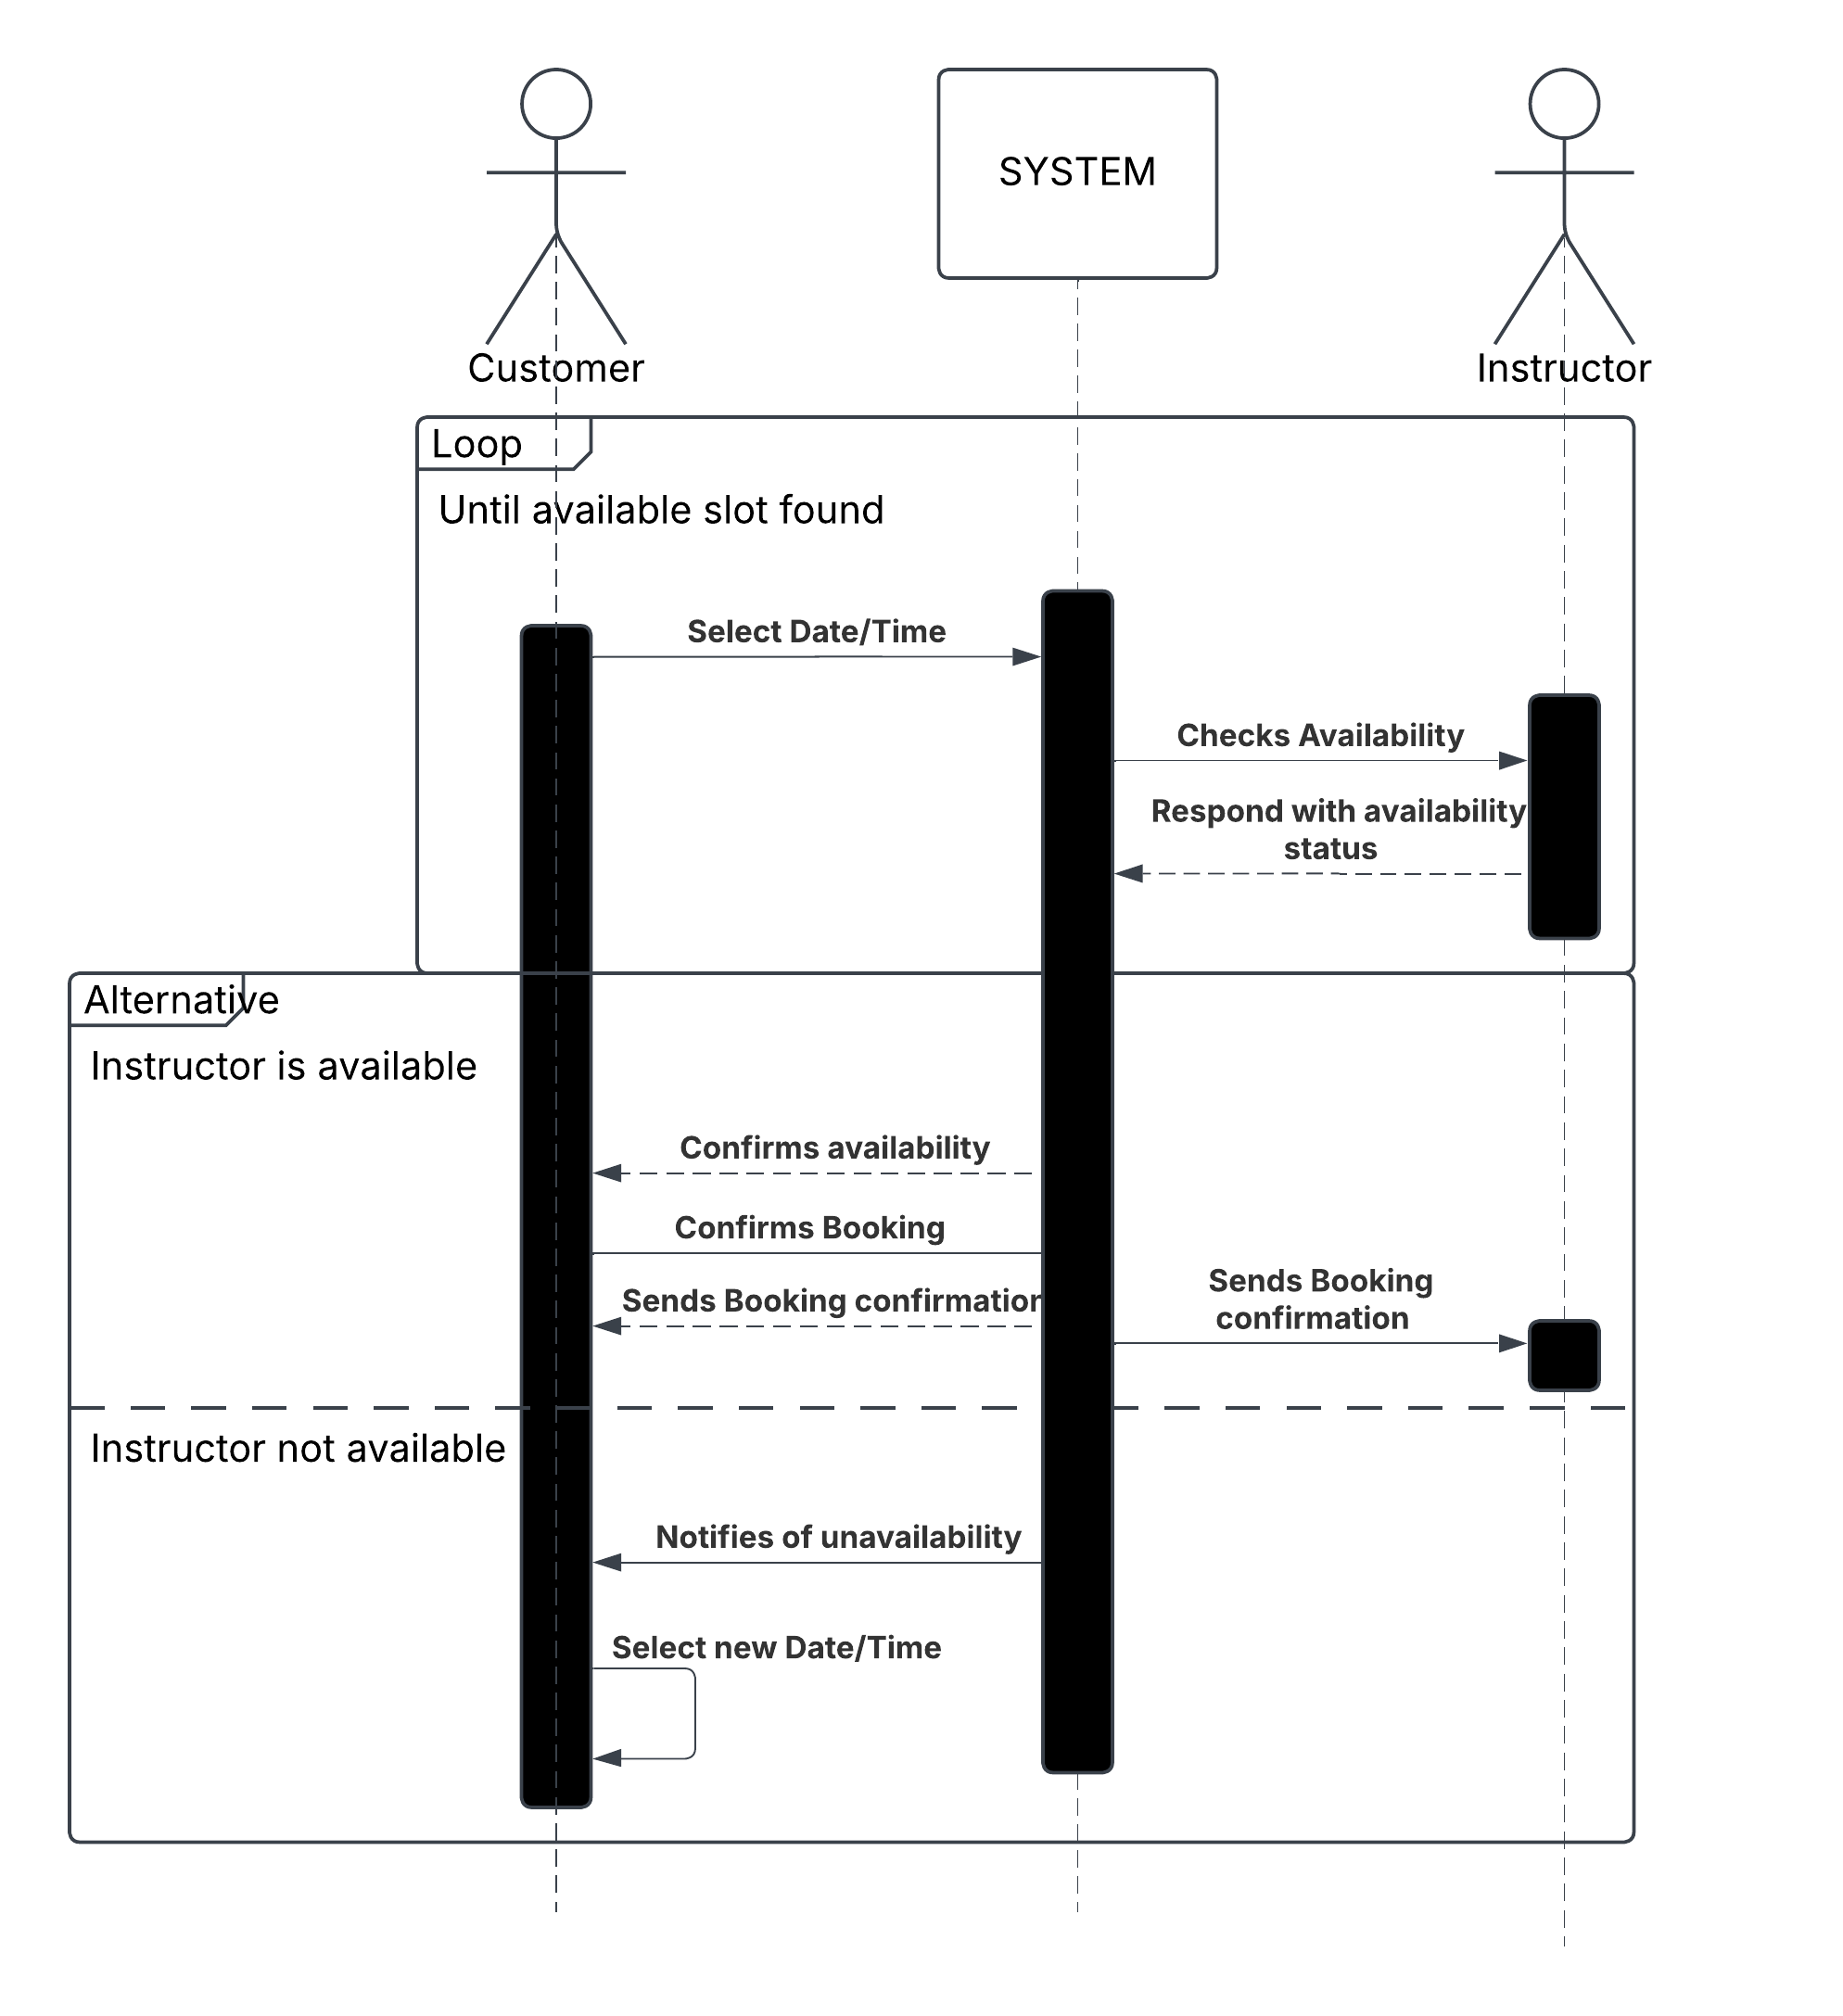 SYSTEM
Customer
Instructor
Loop
Until available slot found
Select Date/Time
Checks Availability
Respond with availability
status
Alternative
Instructor is available
Confirms availability
Confirms Booking
Sends Booking confirmation
Sends Booking
confirmation
Instructor not available
Notifies of unavailability
Select new Date/Time